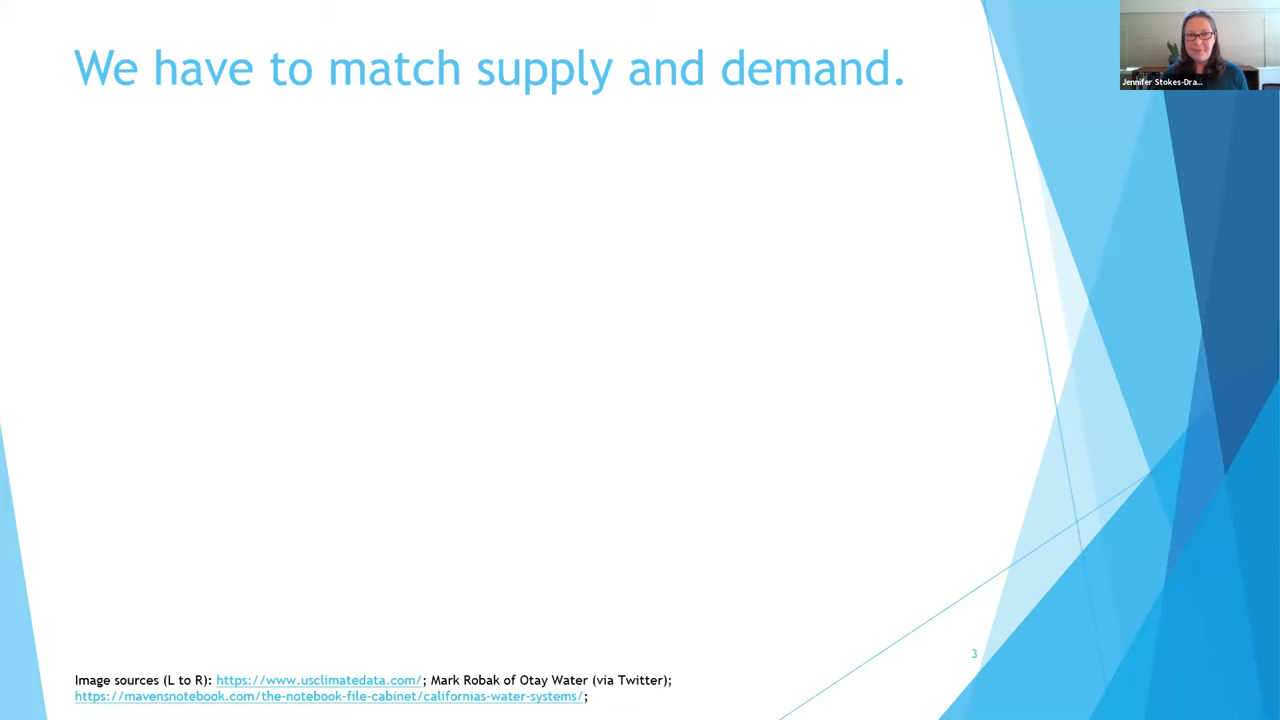 We have to match supply and demand.
Jennifer Stokes-Dra...
3
Image sources (L to R): https://www.usclimatedata.com/; Mark Robak of Otay Water (via Twitter);
https://mavensnotebook.com/the-notebook-file-cabinet/californias-water-systems/;